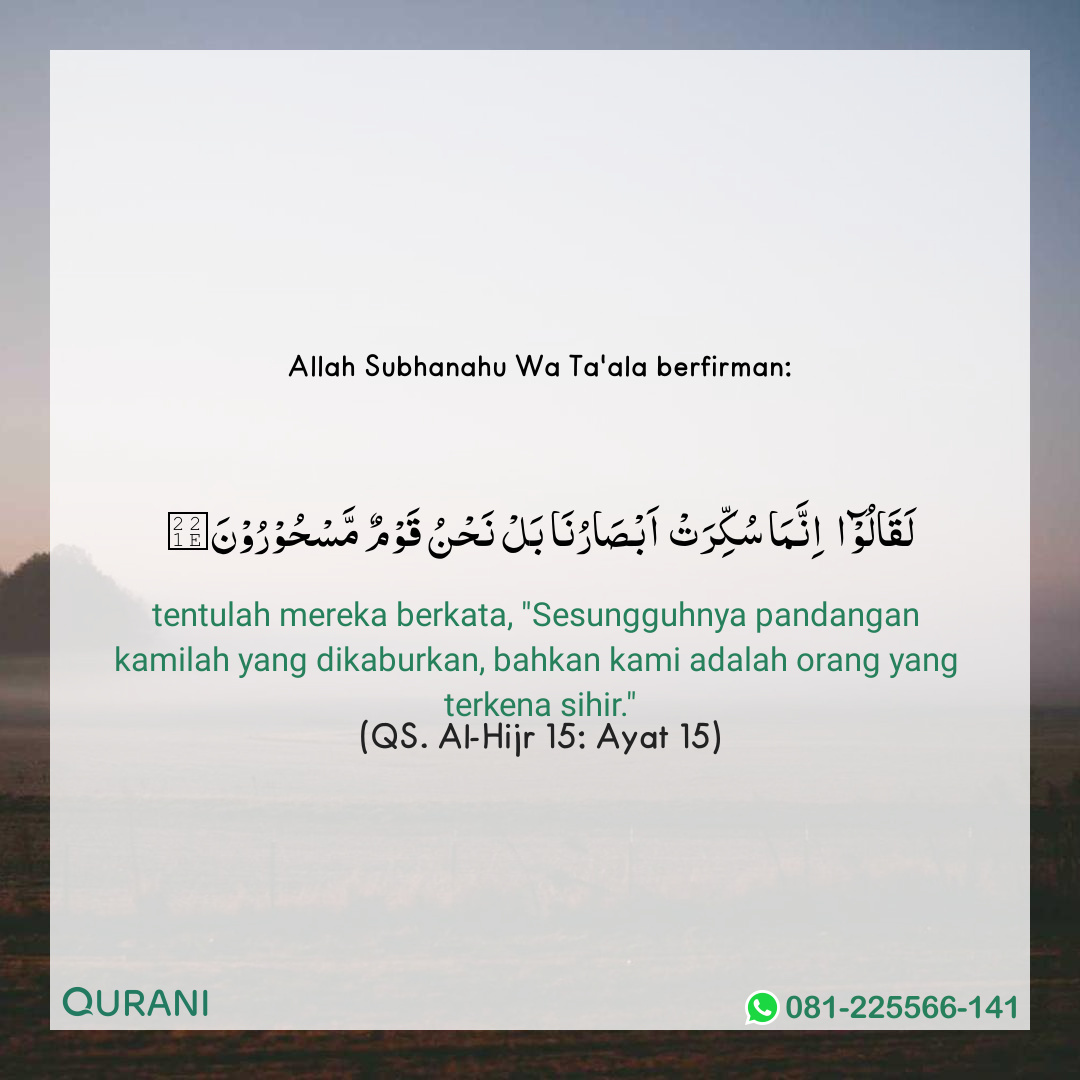 Allah Subhanahu Wa Ta'ala berfirman:
لَقَالُوْۤا اِنَّمَا سُكِّرَتْ اَبْصَارُنَا بَلْ نَحْنُ قَوْمٌ مَّسْحُوْرُوْنَ∞
tentulah mereka berkata, "Sesungguhnya pandangan
kamilah yang dikaburkan, bahkan kami adalah orang yang
terkena sihir."
(QS. Al-Hijr 15: Ayat 15)
QURANI
081-225566-141